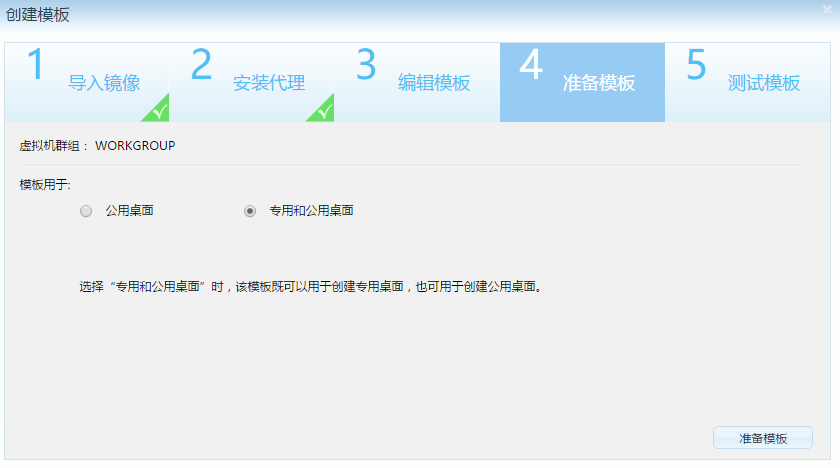 创建模板
1 导入镜像
2 安装代理
3 编辑模板
4 准备模板
5 测试模板
虚拟机群组： WORKGROUP
模板用于:
公用桌面 专用和公用桌面
选择“专用和公用桌面”时，该模板既可以用于创建专用桌面，也可用于创建公用桌面。
准备模板